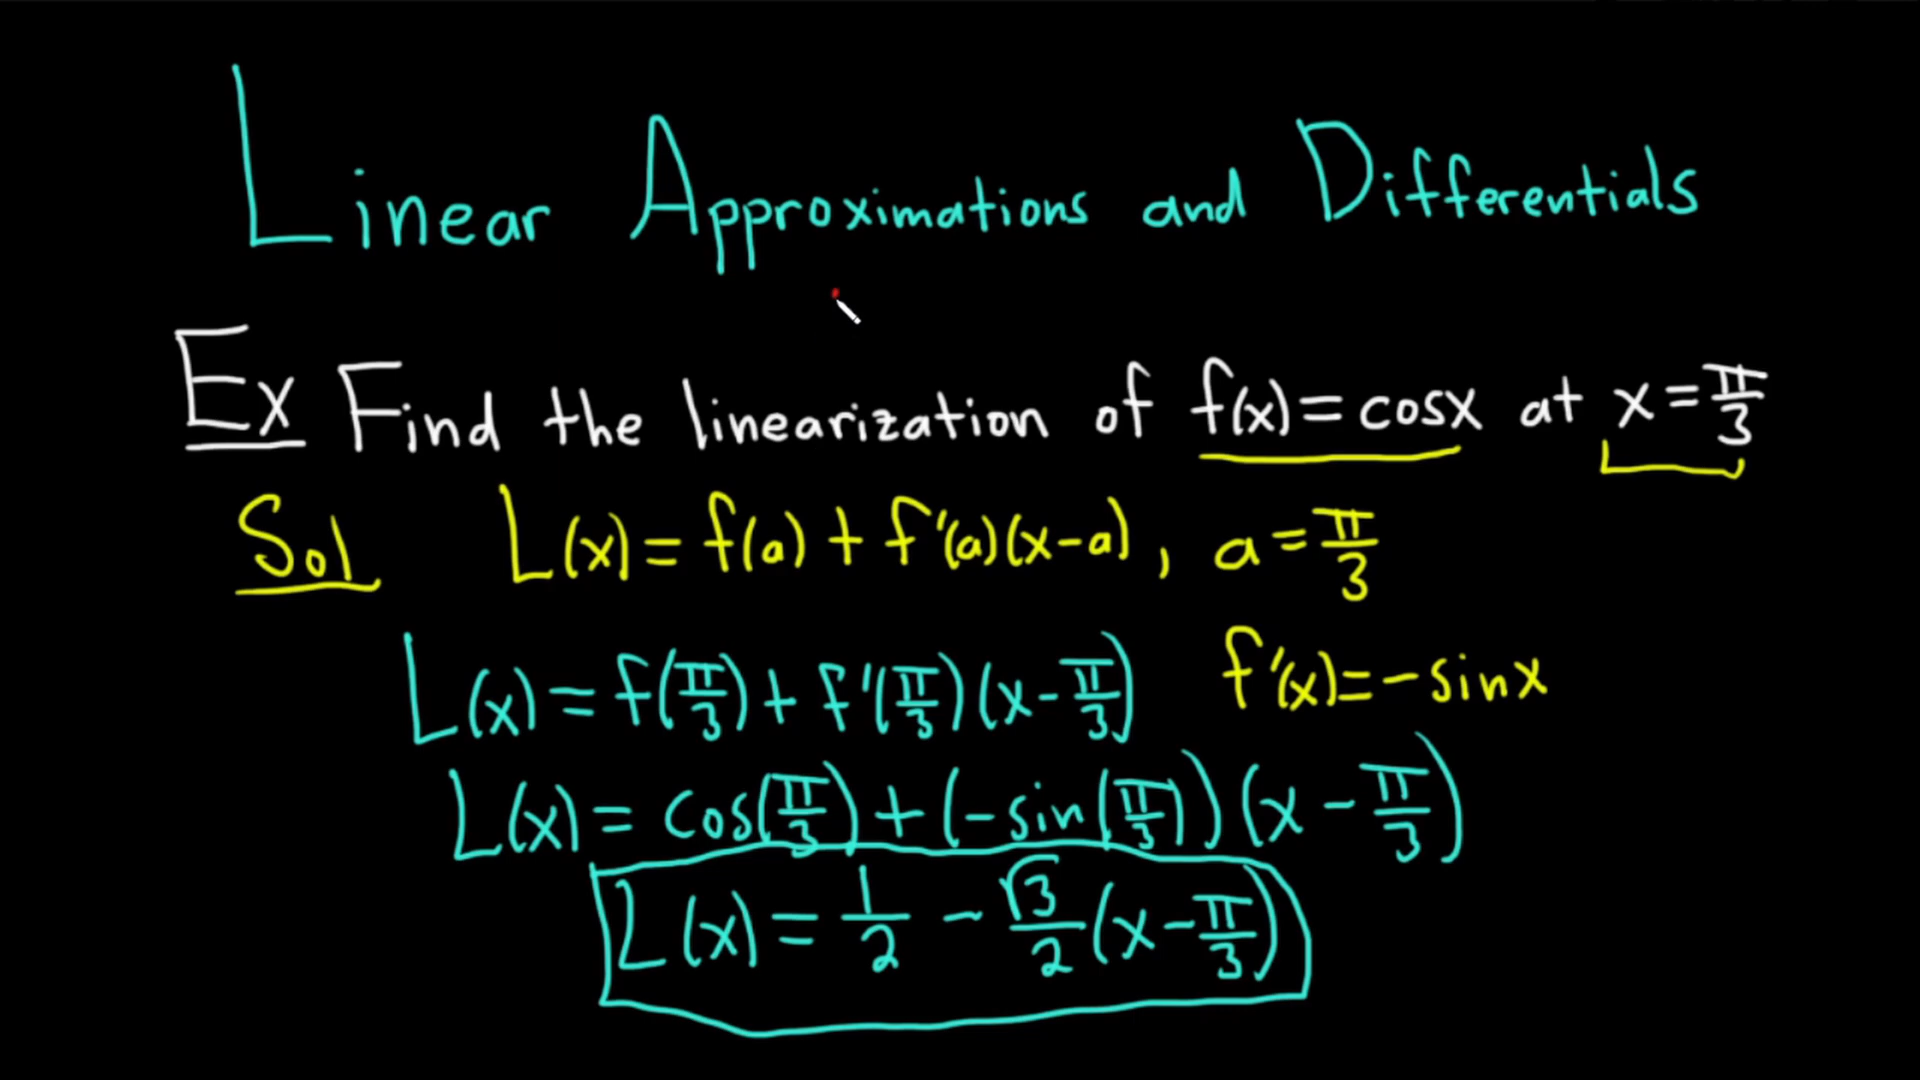 Linear Approximations and Differentials
Ex Find the linearization of f(x) = cosx at x = π/3
Sol L(x) = f(a) + f'(a)(x-a), a = π/3
L(x) = f(π/3) + f'(π/3)(x - π/3) f'(x) = -sinx
L(x) = cos(π/3) + (-sin(π/3))(x - π/3)
L(x) = 1/2 - √3/2 (x - π/3)